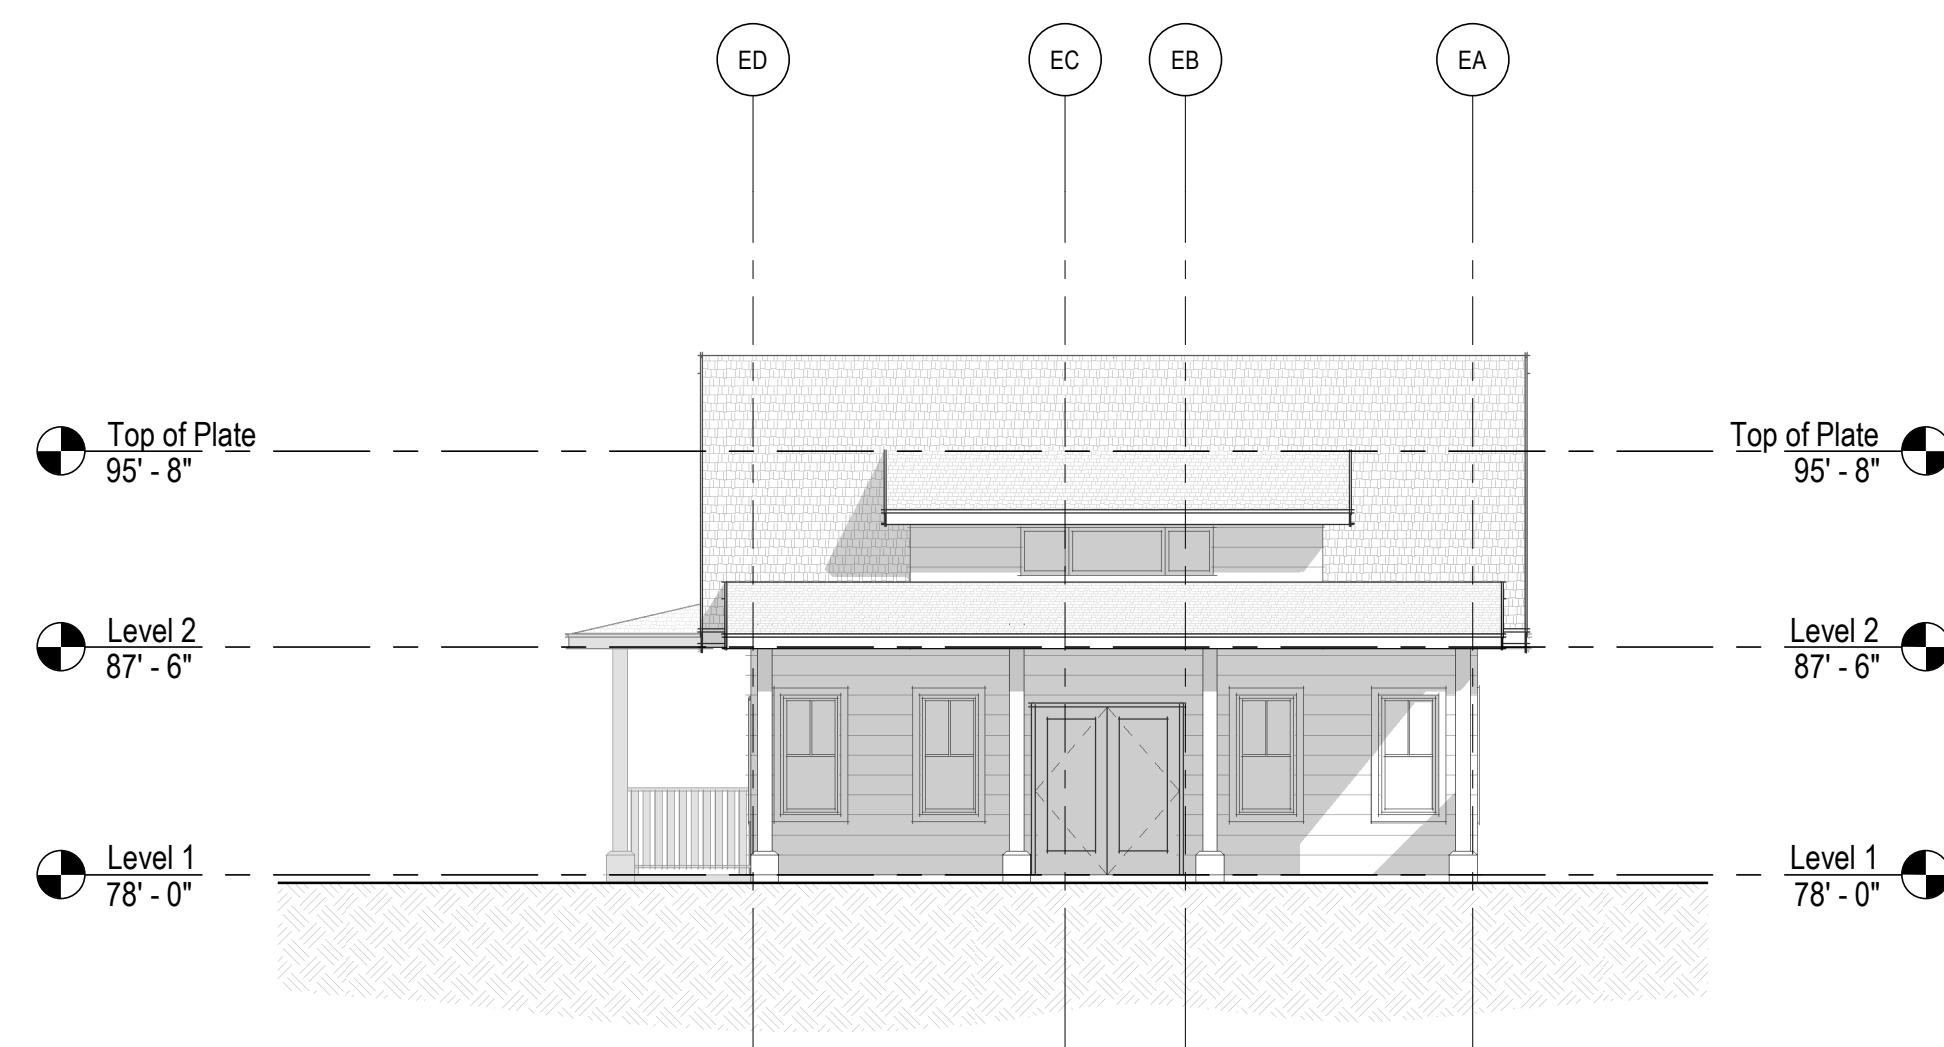 ED
EC
EB
EA
Top of Plate
95' - 8"
Top of Plate
95' - 8"
Level 2
87' - 6"
Level 2
87' - 6"
Level 1
78' - 0"
Level 1
78' - 0"